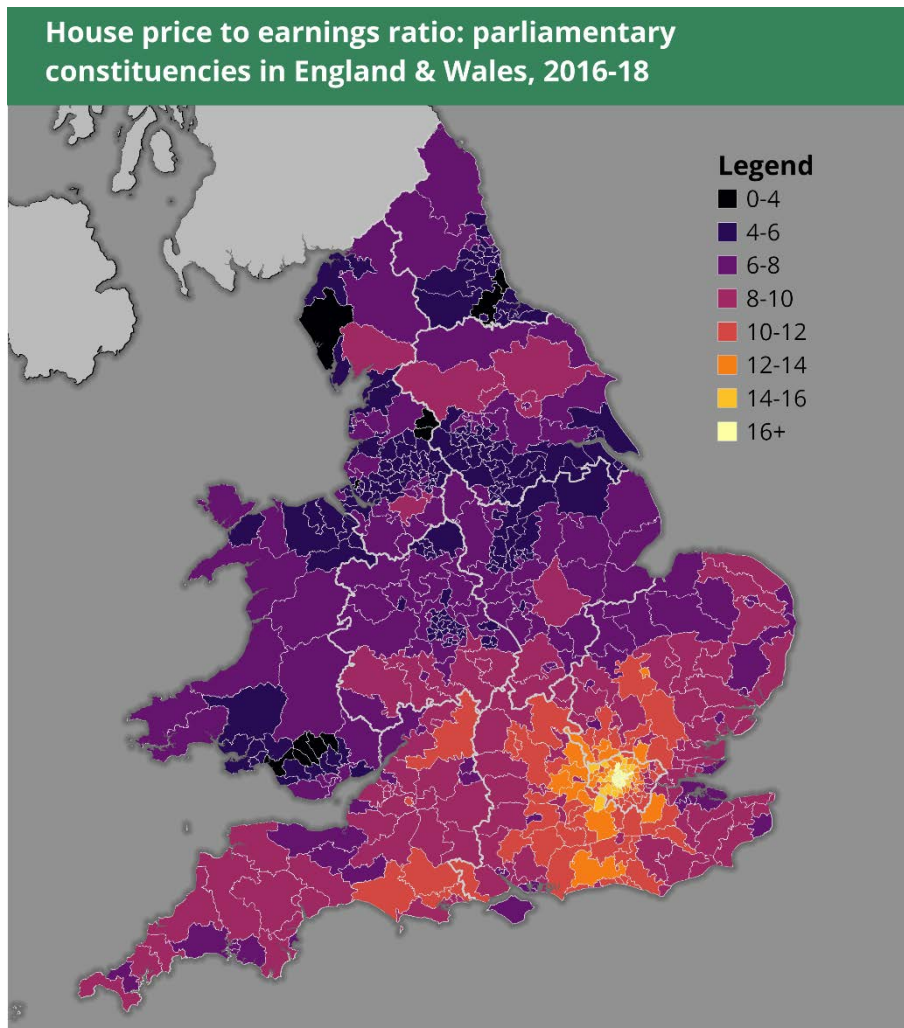 House price to earnings ratio: parliamentary
constituencies in England & Wales, 2016-18
Legend
0-4
4-6
6-8
8-10
10-12
12-14
14-16
16+